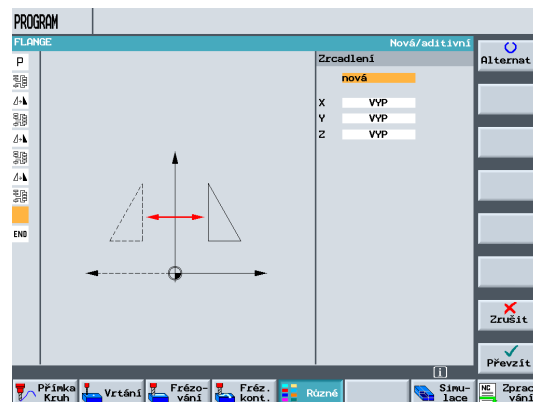 PROGRAM
FLANGE
Nová/aditivní
Alternat
P
Zrcadlení
nová
X VYP
Y VYP
Z VYP
END
Zrušit
Převzít
i
Přímka
Kruh
Vrtání
Frézo-
vání
Fréz.
kont.
Různé
Simu-
lace
NC
Zprac
vání